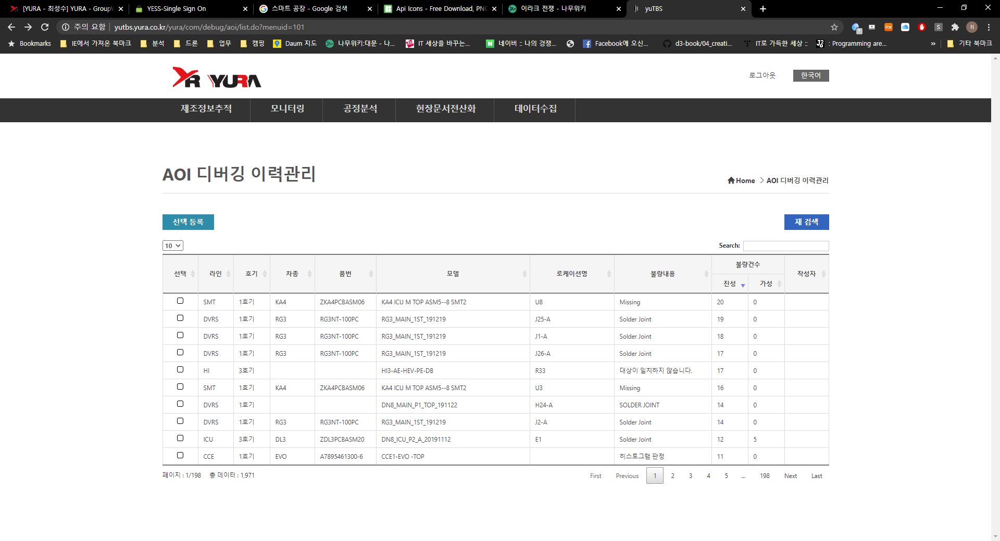 [YURA - 최성수] YURA - GroupW
YESS-Single Sign On
스마트 공장 - Google 검색
Api Icons - Free Download, PNG
이라크 전쟁 - 나무위키
yuTBS
주의 요함 | yutbs.yura.co.kr/yura/com/debug/aoi/list.do?menuid=101
Bookmarks IE에서 가져온 북마크 분석 드론 업무 캠핑 Daum 지도 나무위키:대문 - 나... IT 세상을 바꾸는... 네이버 :: 나의 경쟁... Facebook에 오신... d3-book/04_creati... IT로 가득한 세상 :: : Programming are... » 기타 북마크
YR YURA
로그아웃 한국어
제조정보추적 모니터링 공정분석 현장문서전산화 데이터수집
AOI 디버깅 이력관리
Home > AOI 디버깅 이력관리
선택 등록 재 검색
10 Search:
선택 라인 호기 차종 품번 모델 로케이션명 불량내용 불량건수 작성자
진성 가성
SMT 1호기 KA4 ZKA4PCBASM06 KA4 ICU M TOP ASM5--8 SMT2 U8 Missing 20 0
DVRS 1호기 RG3 RG3NT-100PC RG3_MAIN_1ST_191219 J25-A Solder Joint 19 0
DVRS 1호기 RG3 RG3NT-100PC RG3_MAIN_1ST_191219 J1-A Solder Joint 18 0
DVRS 1호기 RG3 RG3NT-100PC RG3_MAIN_1ST_191219 J26-A Solder Joint 17 0
HI 3호기 HI3-AE-HEV-PE-DB R33 대상이 일치하지 않습니다. 17 0
SMT 1호기 KA4 ZKA4PCBASM06 KA4 ICU M TOP ASM5--8 SMT2 U3 Missing 16 0
DVRS 1호기 DN8_MAIN_P1_TOP_191122 H24-A SOLDER JOINT 14 0
DVRS 1호기 RG3 RG3NT-100PC RG3_MAIN_1ST_191219 J2-A Solder Joint 14 0
ICU 3호기 DL3 ZDL3PCBASM20 DN8_ICU_P2_A_20191112 E1 Solder Joint 12 5
CCE 1호기 EVO A7895461300-6 CCE1-EVO -TOP 히스토그램 판정 11 0
페이지 : 1/198 총 데이터 : 1,971
First Previous 1 2 3 4 5 ... 198 Next Last